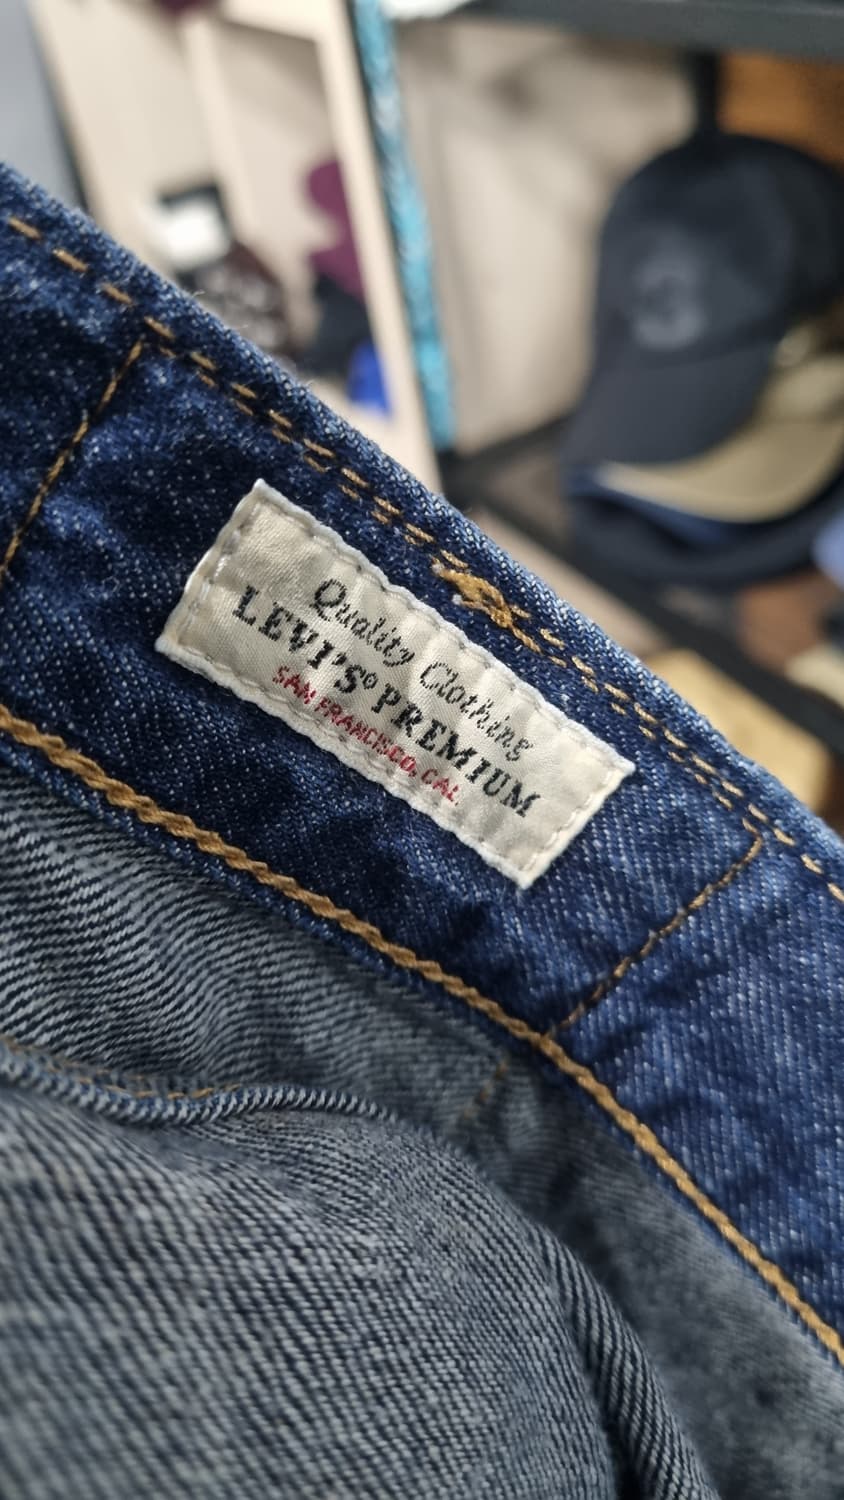 Quality Clothing
LEVI'S® PREMIUM
SAN FRANCISCO, CAL.